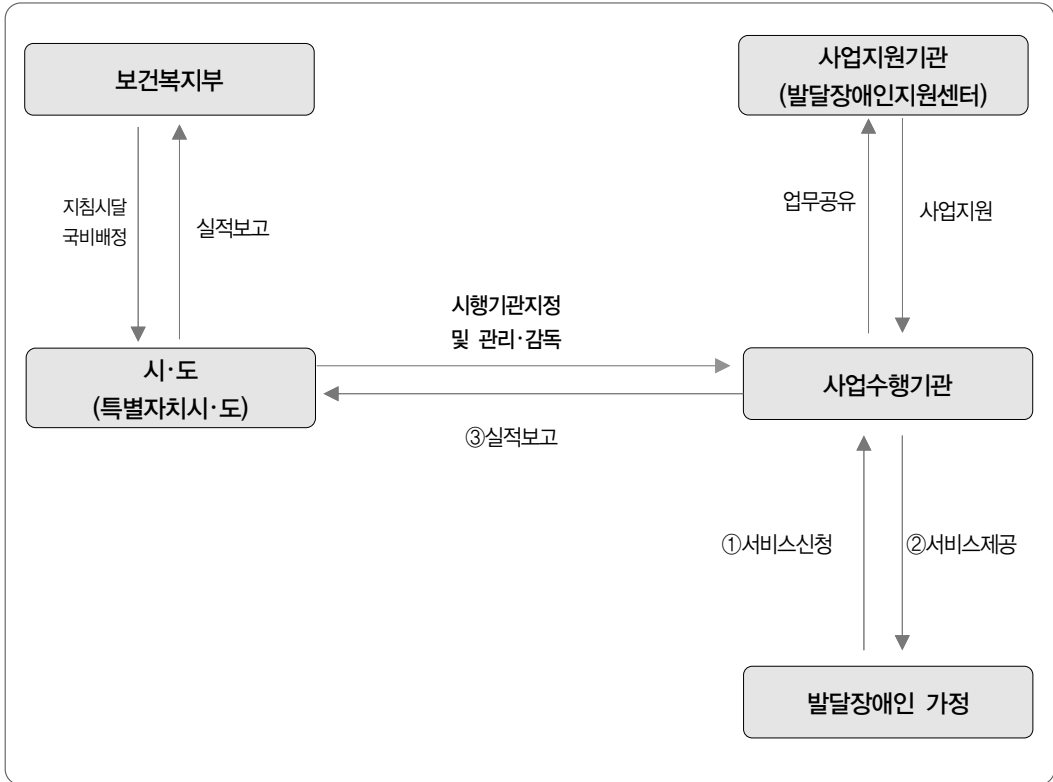 보건복지부
사업지원기관
(발달장애인지원센터)
지침시달
국비배정
실적보고
업무공유
사업지원
시행기관지정
및 관리·감독
시·도
(특별자치시·도)
사업수행기관
③실적보고
①서비스신청
②서비스제공
발달장애인 가정